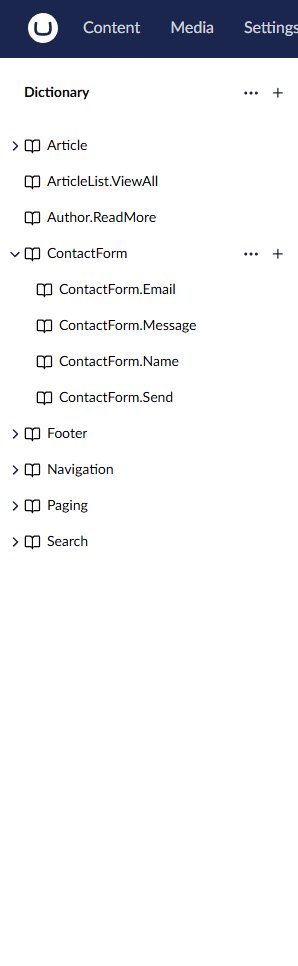 Content Media Settings
Dictionary
Article
ArticleList.ViewAll
Author.ReadMore
ContactForm
ContactForm.Email
ContactForm.Message
ContactForm.Name
ContactForm.Send
Footer
Navigation
Paging
Search